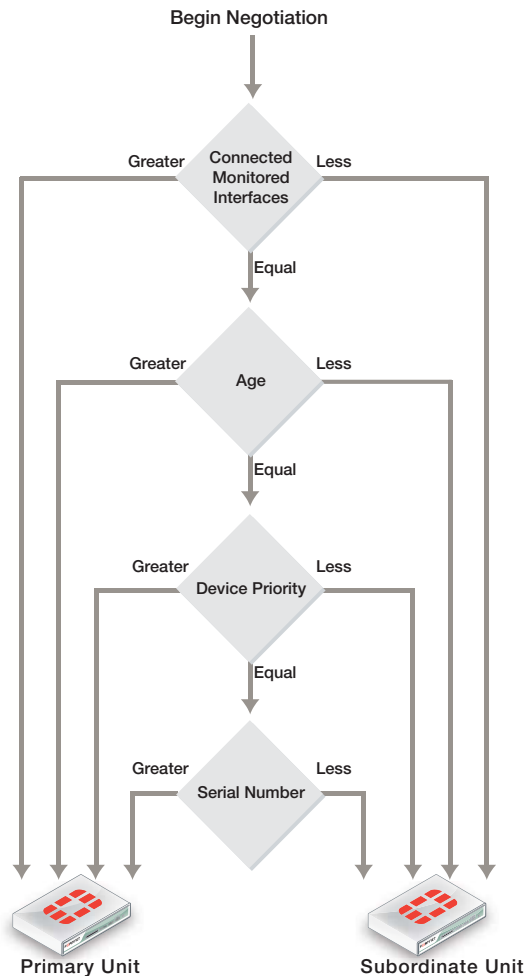 Begin Negotiation
Greater
Connected
Monitored
Interfaces
Less
Equal
Greater
Age
Less
Equal
Greater
Device Priority
Less
Equal
Greater
Serial Number
Less
Primary Unit
Subordinate Unit